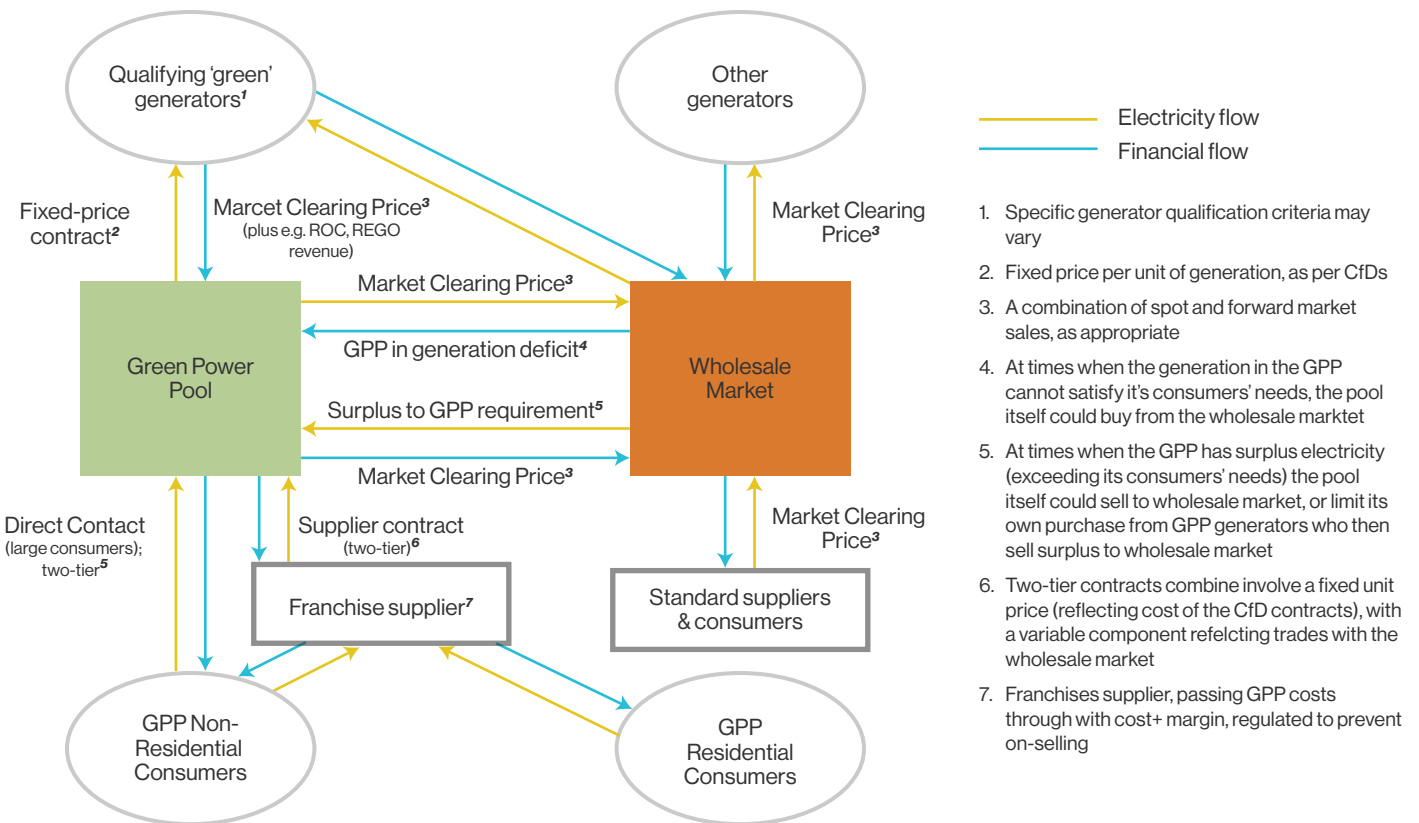 Qualifying ‘green’
generators1
Other
generators
Electricity flow
Financial flow
Fixed-price
contract2
Marcet Clearing Price3
(plus e.g. ROC, REGO
revenue)
Market Clearing
Price3
Market Clearing Price3
GPP in generation deficit4
Green Power
Pool
Wholesale
Market
Surplus to GPP requirement5
Market Clearing Price3
Direct Contact
(large consumers);
two-tier5
Supplier contract
(two-tier)6
Market Clearing
Price3
Franchise supplier7
Standard suppliers
& consumers
GPP Non-
Residential
Consumers
GPP
Residential
Consumers
1. Specific generator qualification criteria may
vary
2. Fixed price per unit of generation, as per CfDs
3. A combination of spot and forward market
sales, as appropriate
4. At times when the generation in the GPP
cannot satisfy it’s consumers’ needs, the pool
itself could buy from the wholesale marktet
5. At times when the GPP has surplus electricity
(exceeding its consumers’ needs) the pool
itself could sell to wholesale market, or limit its
own purchase from GPP generators who then
sell surplus to wholesale market
6. Two-tier contracts combine involve a fixed unit
price (reflecting cost of the CfD contracts), with
a variable component refelcting trades with the
wholesale market
7. Franchises supplier, passing GPP costs
through with cost+ margin, regulated to prevent
on-selling